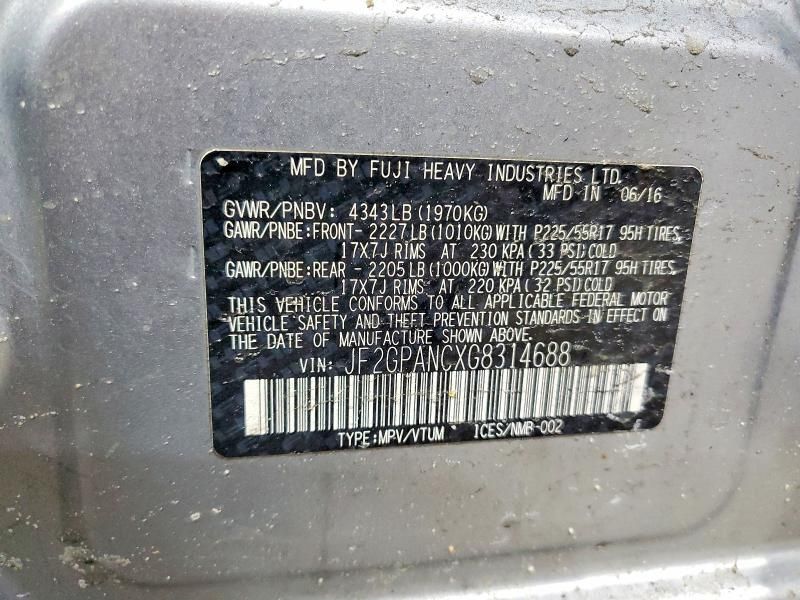 MFD BY FUJI HEAVY INDUSTRIES LTD.
MFD IN 06/16
GVWR/PNBV: 4343LB (1970KG)
GAWR/PNBE:FRONT- 2227LB (1010KG) WITH P225/55R17 95H TIRES,
17X7J RIMS AT 230 KPA (33 PSI) COLD
GAWR/PNBE:REAR - 2205LB (1000KG) WITH P225/55R17 95H TIRES,
17X7J RIMS AT 220 KPA (32 PSI) COLD
THIS VEHICLE CONFORMS TO ALL APPLICABLE FEDERAL MOTOR
VEHICLE SAFETY AND THEFT PREVENTION STANDARDS IN EFFECT ON
THE DATE OF MANUFACTURE SHOWN ABOVE.
VIN: JF2GPANCXG8314688
TYPE:MPV/VTUM ICES/NMB-002